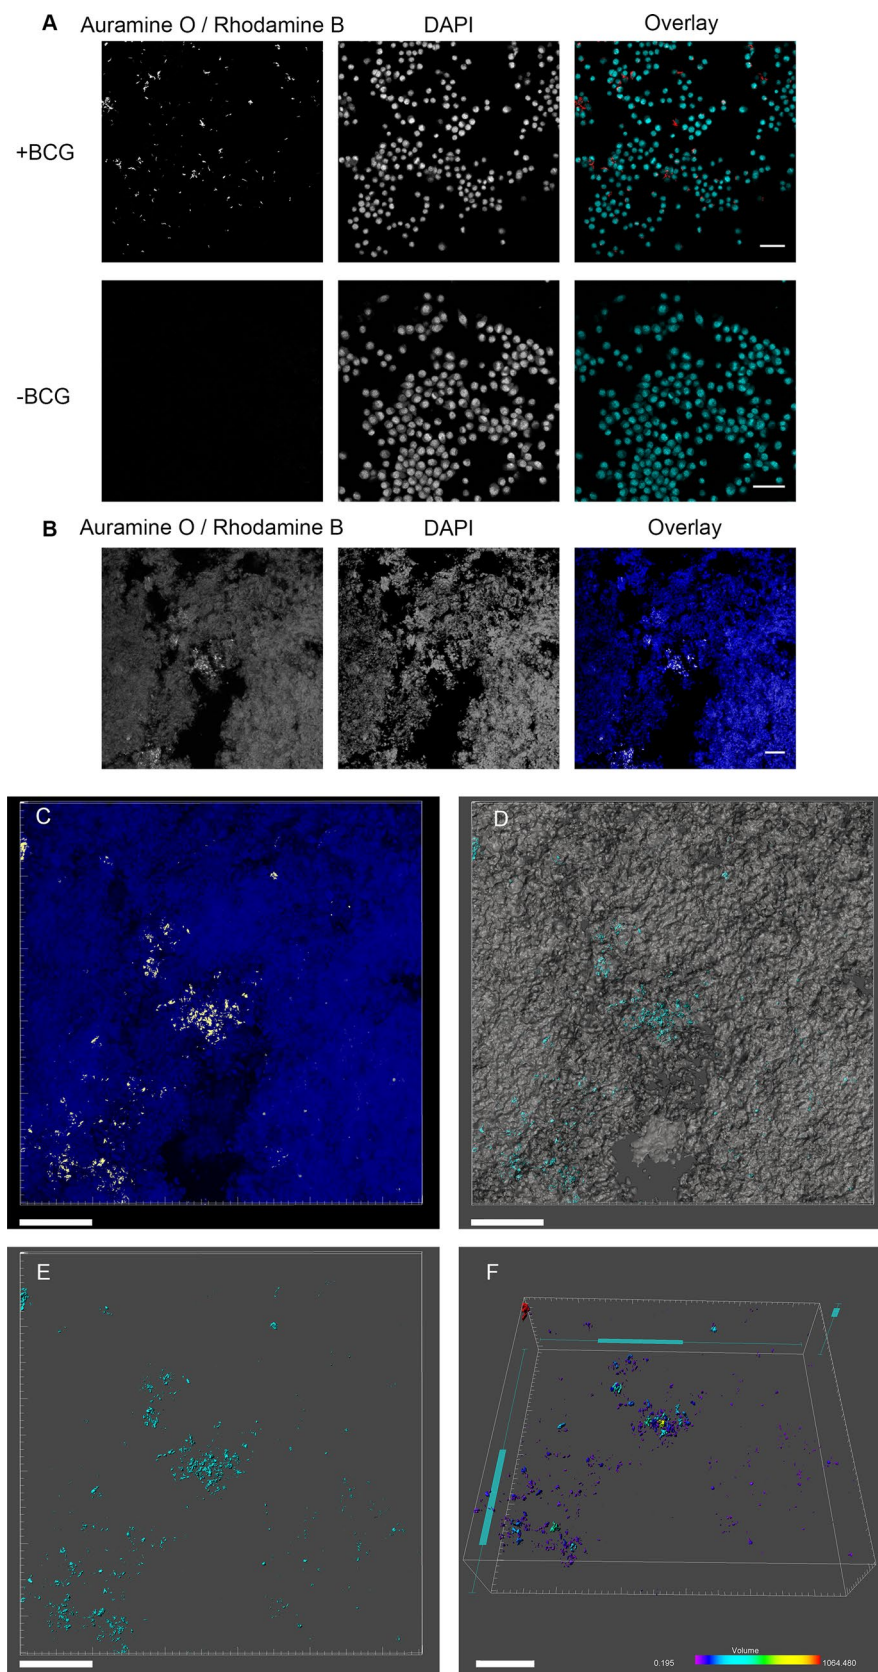 A Auramine O / Rhodamine B DAPI Overlay
+BCG
-BCG
B Auramine O / Rhodamine B DAPI Overlay
C
D
E
F
Volume
0.195 1064.480